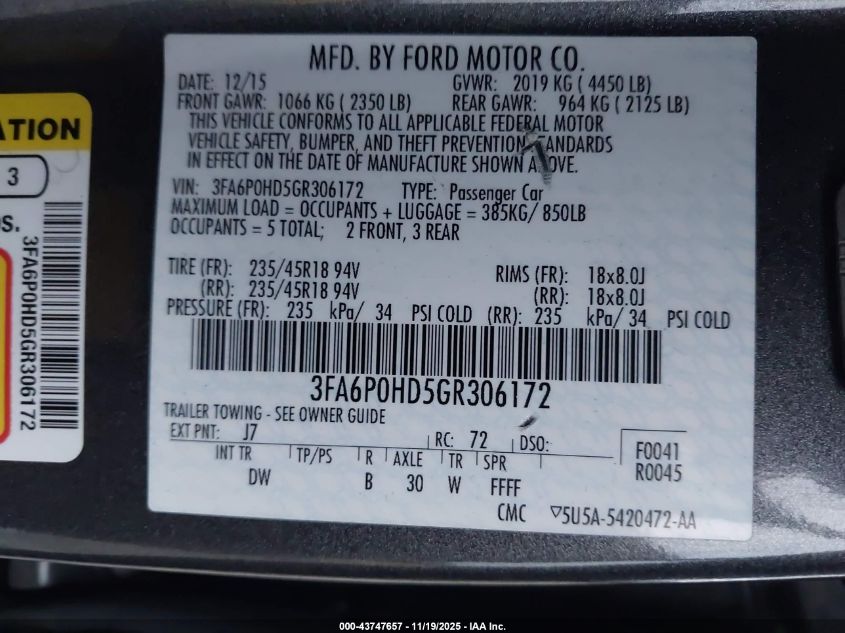 MFD. BY FORD MOTOR CO.
DATE: 12/15 GVWR: 2019 KG ( 4450 LB)
FRONT GAWR: 1066 KG ( 2350 LB) REAR GAWR: 964 KG ( 2125 LB)
THIS VEHICLE CONFORMS TO ALL APPLICABLE FEDERAL MOTOR
VEHICLE SAFETY, BUMPER, AND THEFT PREVENTION STANDARDS
IN EFFECT ON THE DATE OF MANUFACTURE SHOWN ABOVE.
VIN: 3FA6P0HD5GR306172 TYPE: Passenger Car
MAXIMUM LOAD = OCCUPANTS + LUGGAGE = 385KG/ 850LB
OCCUPANTS = 5 TOTAL; 2 FRONT, 3 REAR
TIRE (FR): 235/45R18 94V RIMS (FR): 18x8.0J
(RR): 235/45R18 94V (RR): 18x8.0J
PRESSURE (FR): 235 kPa/ 34 PSI COLD (RR): 235 kPa/ 34 PSI COLD
3FA6P0HD5GR306172
TRAILER TOWING - SEE OWNER GUIDE
EXT PNT: J7 RC: 72 DSO: F0041
R0045
INT TR TP/PS R AXLE TR SPR
DW B 30 W FFFF
CMC ▽5U5A-5420472-AA
ATION
3
S.
3FA6P0HD5GR306172
000-43747657 - 11/19/2025 - IAA Inc.